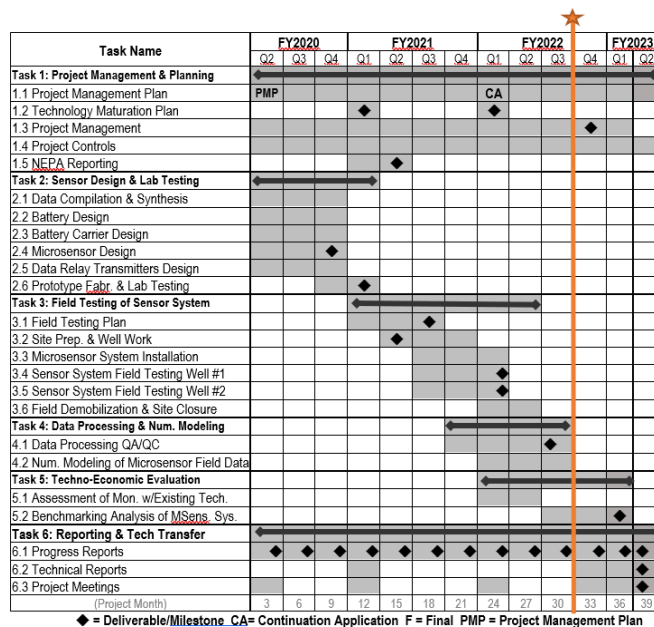 Task Name FY2020 FY2021 FY2022 FY2023
Q2 Q3 Q4 Q1 Q2 Q3 Q4 Q1 Q2 Q3 Q4 Q1 Q2
Task 1: Project Management & Planning
1.1 Project Management Plan PMP CA
1.2 Technology Maturation Plan
1.3 Project Management
1.4 Project Controls
1.5 NEPA Reporting
Task 2: Sensor Design & Lab Testing
2.1 Data Compilation & Synthesis
2.2 Battery Design
2.3 Battery Carrier Design
2.4 Microsensor Design
2.5 Data Relay Transmitters Design
2.6 Prototype Fabr. & Lab Testing
Task 3: Field Testing of Sensor System
3.1 Field Testing Plan
3.2 Site Prep. & Well Work
3.3 Microsensor System Installation
3.4 Sensor System Field Testing Well #1
3.5 Sensor System Field Testing Well #2
3.6 Field Demobilization & Site Closure
Task 4: Data Processing & Num. Modeling
4.1 Data Processing QA/QC
4.2 Num. Modeling of Microsensor Field Data
Task 5: Techno-Economic Evaluation
5.1 Assessment of Mon. w/Existing Tech.
5.2 Benchmarking Analysis of MSens. Sys.
Task 6: Reporting & Tech Transfer
6.1 Progress Reports
6.2 Technical Reports
6.3 Project Meetings
(Project Month) 3 6 9 12 15 18 21 24 27 30 33 36 39
◆ = Deliverable/Milestone CA= Continuation Application F = Final PMP = Project Management Plan